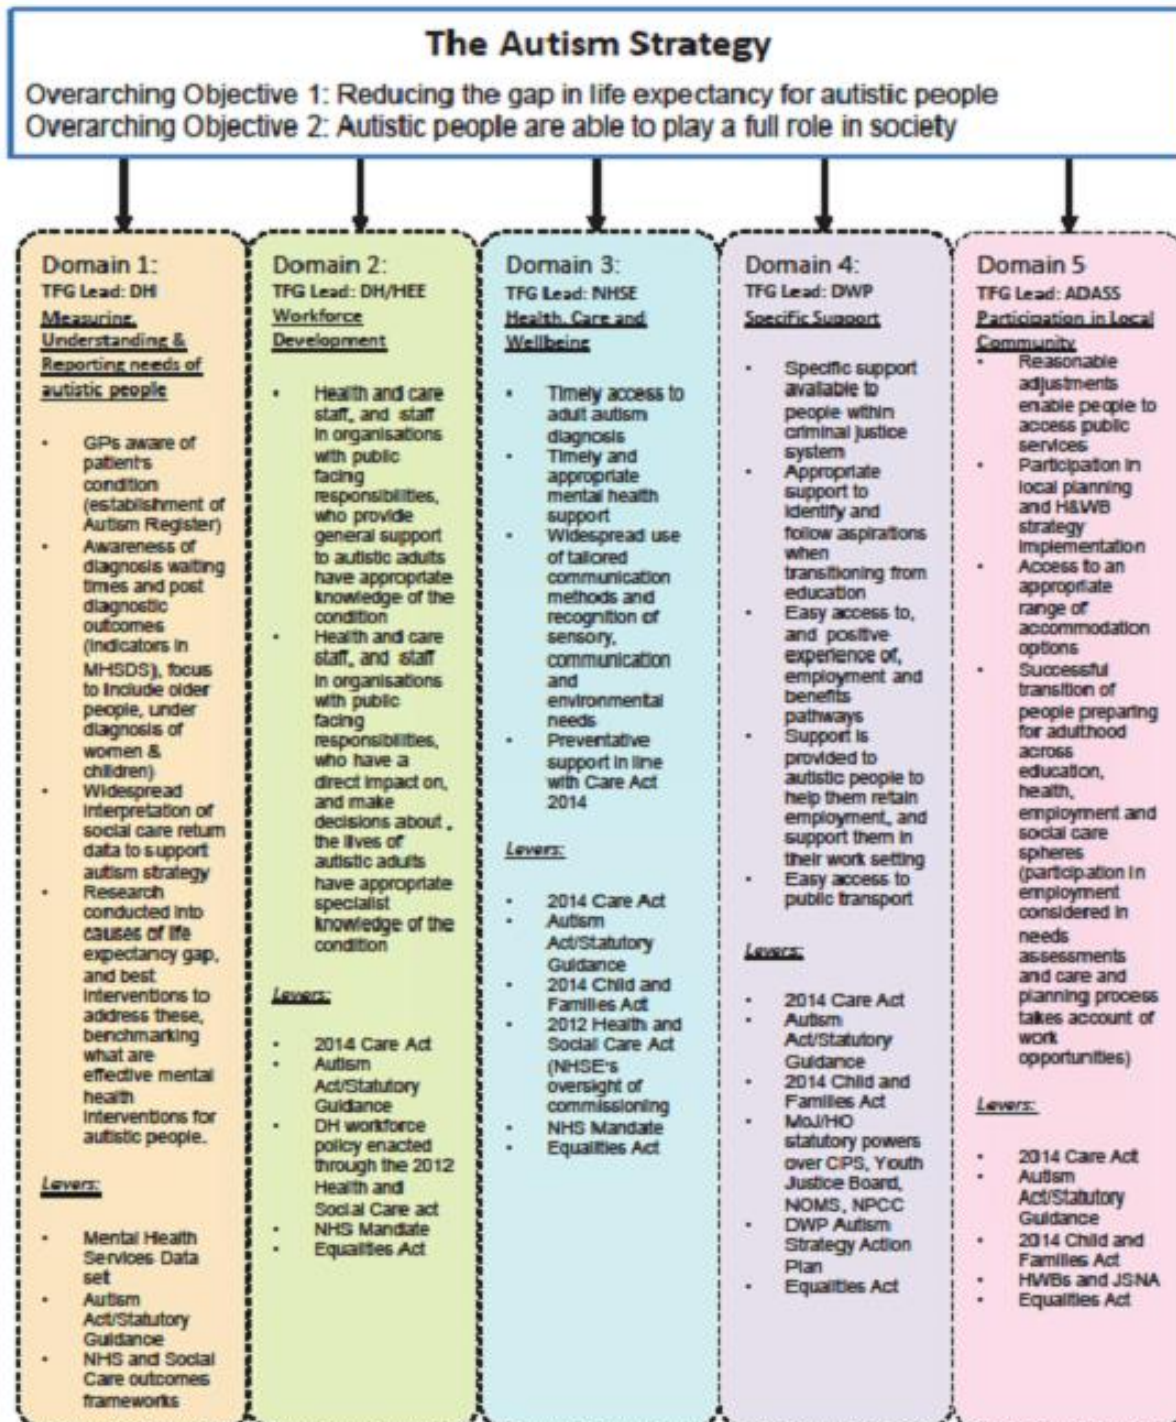 The Autism Strategy
Overarching Objective 1: Reducing the gap in life expectancy for autistic people
Overarching Objective 2: Autistic people are able to play a full role in society
Domain 1:
TFG Lead: DH
Measuring,
Understanding &
Reporting needs of
autistic people
• GPs aware of
patient's
condition
(establishment of
Autism Register)
• Awareness of
diagnosis waiting
times and post
diagnostic
outcomes
(indicators in
MHSDS), focus
to include older
people, under
diagnosis of
women &
children)
• Widespread
interpretation of
social care return
data to support
autism strategy
• Research
conducted into
causes of life
expectancy gap,
and best
interventions to
address these,
benchmarking
what are
effective mental
health
interventions for
autistic people.
Levers:
• Mental Health
Services Data
set
• Autism
Act/Statutory
Guidance
• NHS and Social
Care outcomes
frameworks
Domain 2:
TFG Lead: DH/HEE
Workforce
Development
• Health and care
staff, and staff
in organisations
with public
facing
responsibilities,
who provide
general support
to autistic adults
have appropriate
knowledge of the
condition
• Health and care
staff, and staff
in organisations
with public
facing
responsibilities,
who have a
direct impact on,
and make
decisions about ,
the lives of
autistic adults
have appropriate
specialist
knowledge of the
condition
Levers:
• 2014 Care Act
• Autism
Act/Statutory
Guidance
• DH workforce
policy enacted
through the 2012
Health and
Social Care act
• NHS Mandate
• Equalities Act
Domain 3:
TFG Lead: NHSE
Health, Care and
Wellbeing
• Timely access to
adult autism
diagnosis
• Timely and
appropriate
mental health
support
• Widespread use
of tailored
communication
methods and
recognition of
sensory,
communication
and
environmental
needs
• Preventative
support in line
with Care Act
2014
Levers:
• 2014 Care Act
• Autism
Act/Statutory
Guidance
• 2014 Child and
Families Act
• 2012 Health and
Social Care Act
(NHSE's
oversight of
commissioning
• NHS Mandate
• Equalities Act
Domain 4:
TFG Lead: DWP
Specific Support
• Specific support
available to
people within
criminal justice
system
• Appropriate
support to
identify and
follow aspirations
when
transitioning from
education
• Easy access to,
and positive
experience of,
employment and
benefits
pathways
• Support is
provided to
autistic people to
help them retain
employment, and
support them in
their work setting
• Easy access to
public transport
Levers:
• 2014 Care Act
• Autism
Act/Statutory
Guidance
• 2014 Child and
Families Act
• MoJ/HO
statutory powers
over CPS, Youth
Justice Board,
NOMS, NPCC
• DWP Autism
Strategy Action
Plan
• Equalities Act
Domain 5
TFG Lead: ADASS
Participation in Local
Community
• Reasonable
adjustments
enable people to
access public
services
• Participation in
local planning
and H&WB
strategy
implementation
• Access to an
appropriate
range of
accommodation
options
• Successful
transition of
people preparing
for adulthood
across
education,
health,
employment and
social care
spheres
(participation in
employment
considered in
needs
assessments
and care and
planning process
takes account of
work
opportunities)
Levers:
• 2014 Care Act
• Autism
Act/Statutory
Guidance
• 2014 Child and
Families Act
• HWBs and JSNA
• Equalities Act